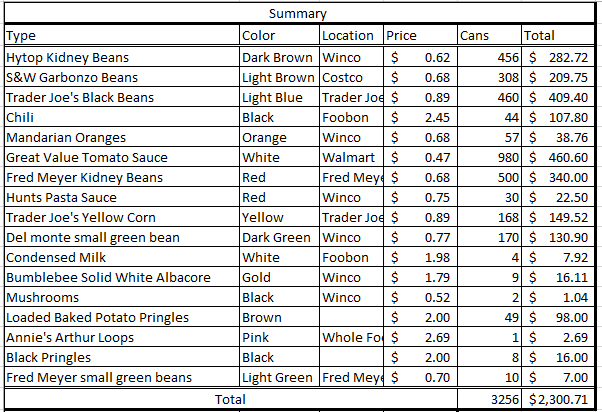 Summary
Type Color Location Price Cans Total
Hytop Kidney Beans Dark Brown Winco $ 0.62 456 $ 282.72
S&W Garbonzo Beans Light Brown Costco $ 0.68 308 $ 209.75
Trader Joe's Black Beans Light Blue Trader Joe $ 0.89 460 $ 409.40
Chili Black Foobon $ 2.45 44 $ 107.80
Mandarian Oranges Orange Winco $ 0.68 57 $ 38.76
Great Value Tomato Sauce White Walmart $ 0.47 980 $ 460.60
Fred Meyer Kidney Beans Red Fred Meye $ 0.68 500 $ 340.00
Hunts Pasta Sauce Red Winco $ 0.75 30 $ 22.50
Trader Joe's Yellow Corn Yellow Trader Joe $ 0.89 168 $ 149.52
Del monte small green bean Dark Green Winco $ 0.77 170 $ 130.90
Condensed Milk White Foobon $ 1.98 4 $ 7.92
Bumblebee Solid White Albacore Gold Winco $ 1.79 9 $ 16.11
Mushrooms Black Winco $ 0.52 2 $ 1.04
Loaded Baked Potato Pringles Brown $ 2.00 49 $ 98.00
Annie's Arthur Loops Pink Whole Foo $ 2.69 1 $ 2.69
Black Pringles Black $ 2.00 8 $ 16.00
Fred Meyer small green beans Light Green Fred Meye $ 0.70 10 $ 7.00
Total 3256 $2,300.71